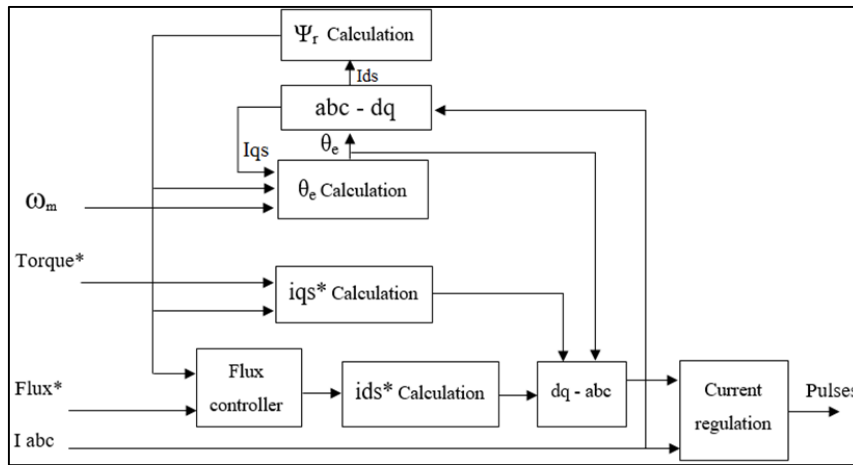 Ψr Calculation
Ids
abc - dq
Iqs
θe
θe Calculation
ωm
Torque*
iqs* Calculation
Flux*
Flux
controller
ids* Calculation
dq - abc
Current
regulation
Pulses
I abc